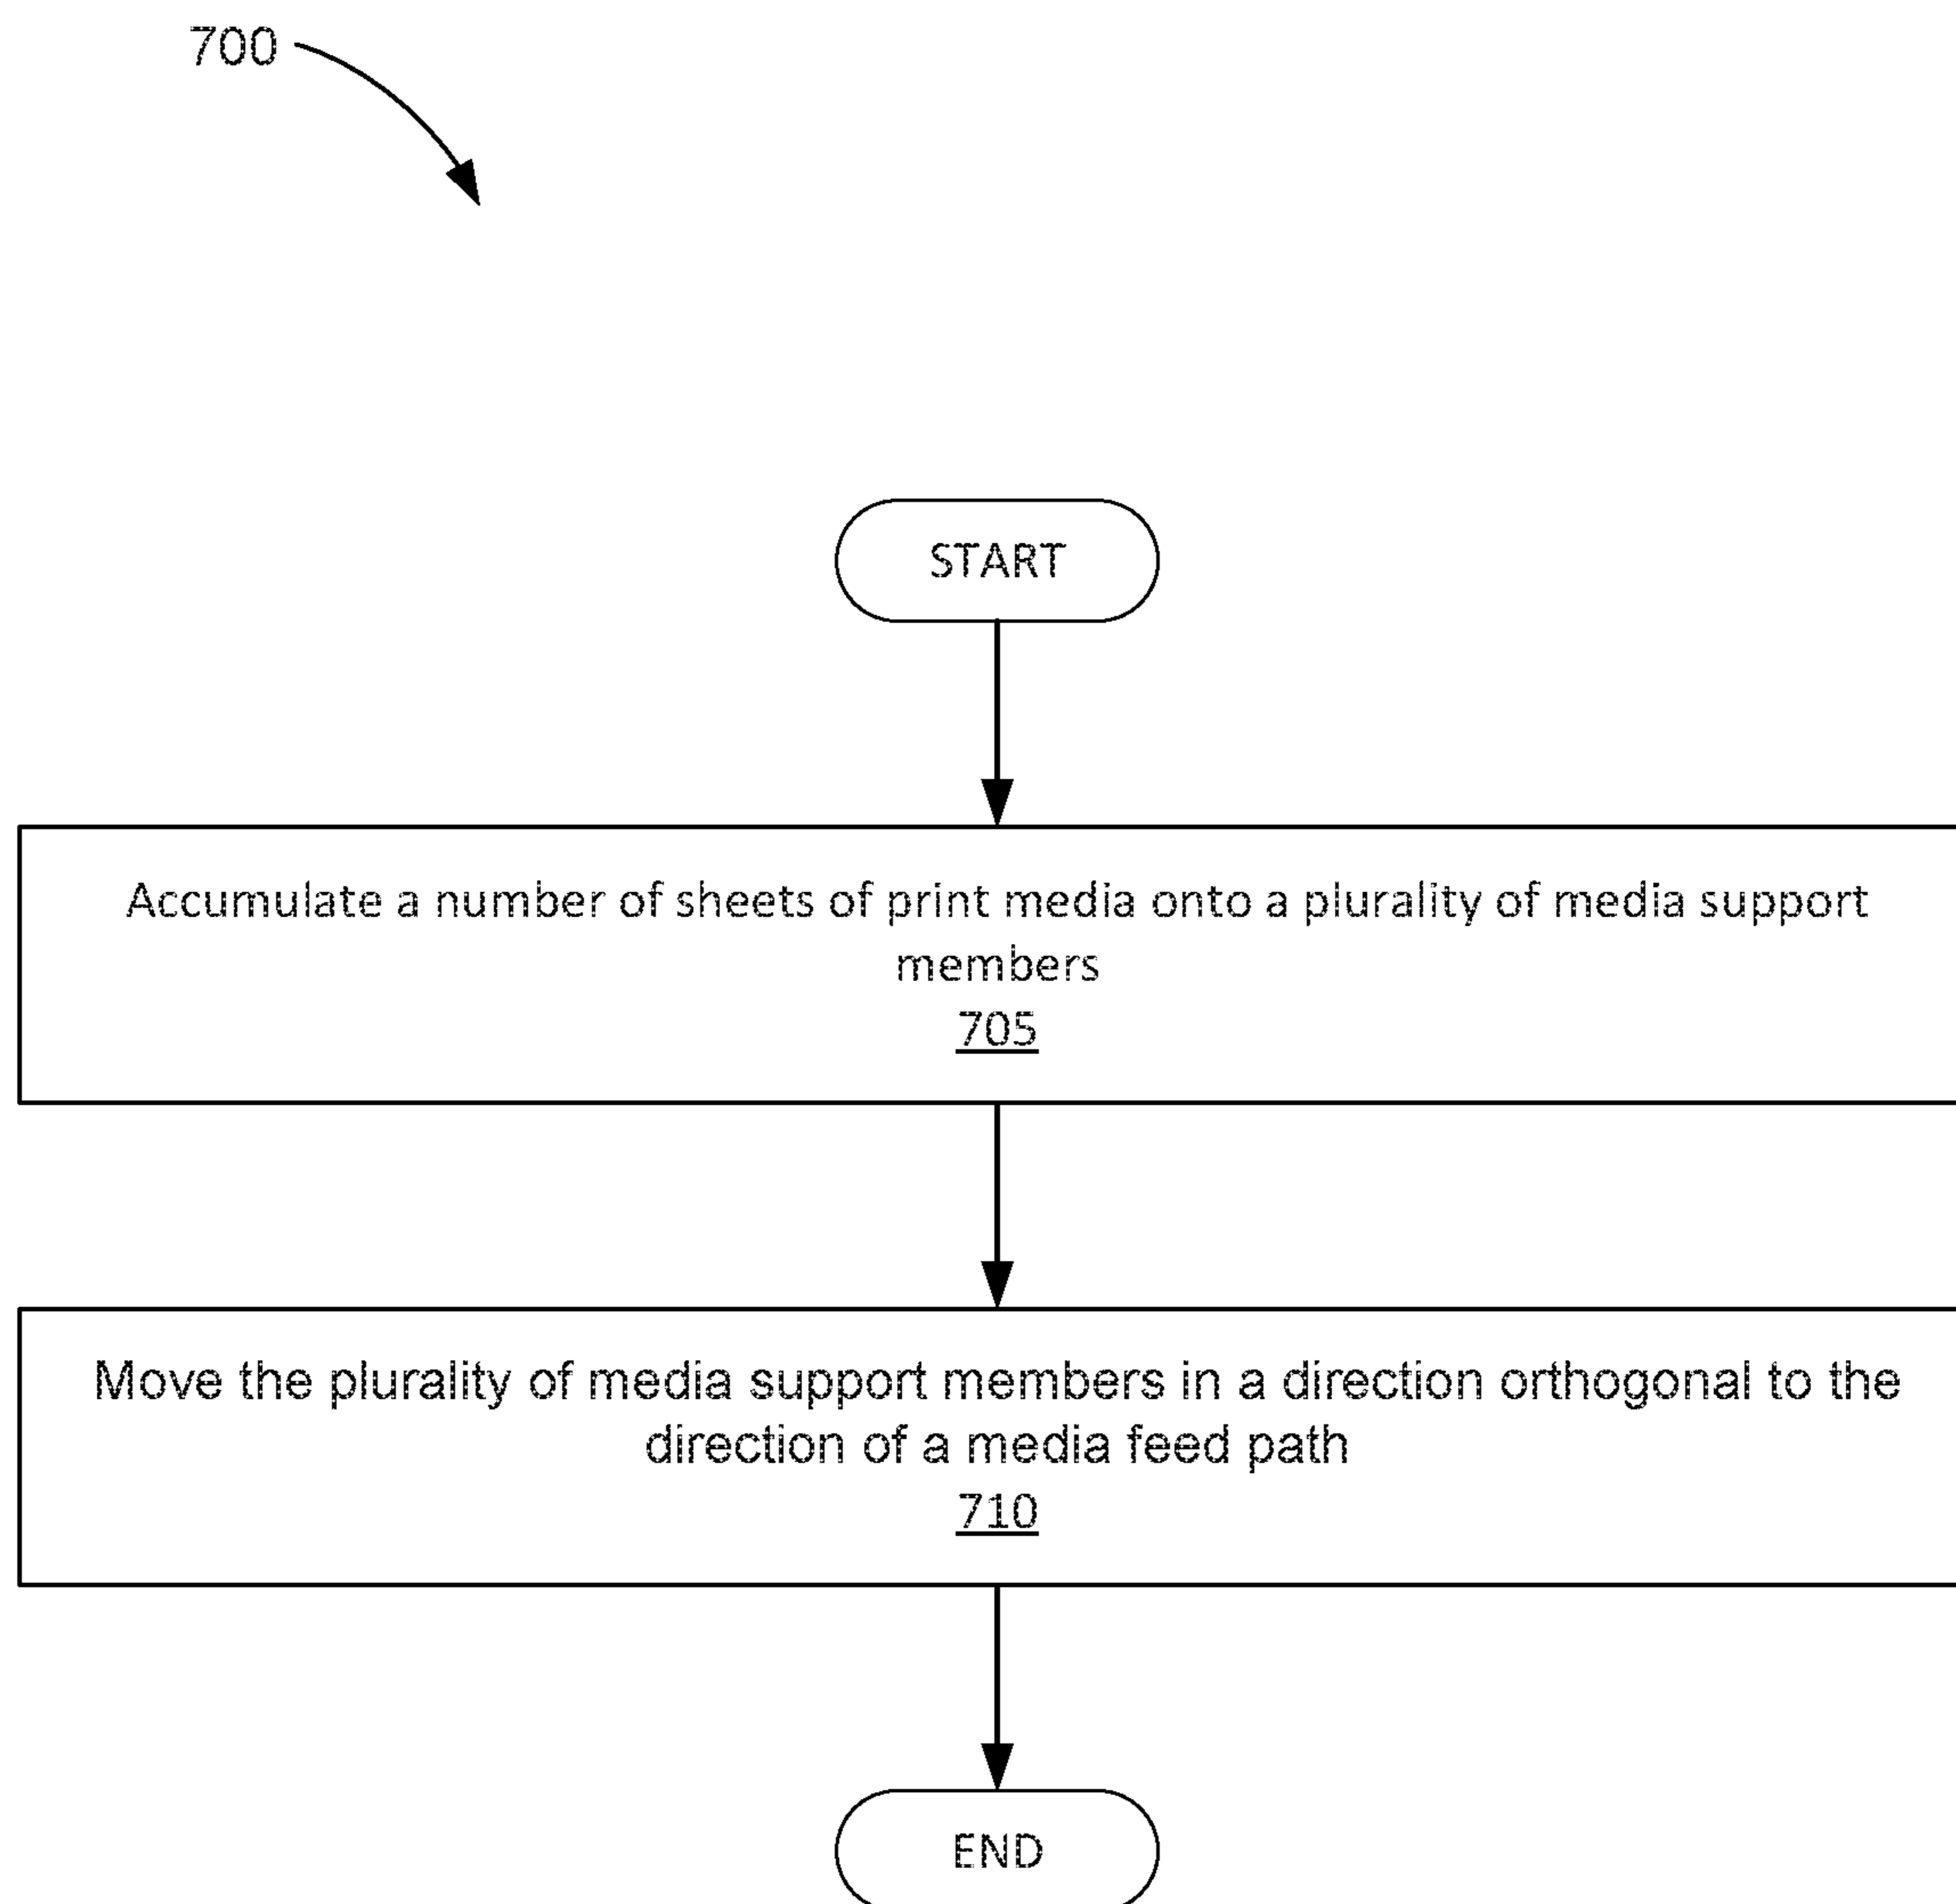 700
START
Accumulate a number of sheets of print media onto a plurality of media support
members
705
Move the plurality of media support members in a direction orthogonal to the
direction of a media feed path
710
END